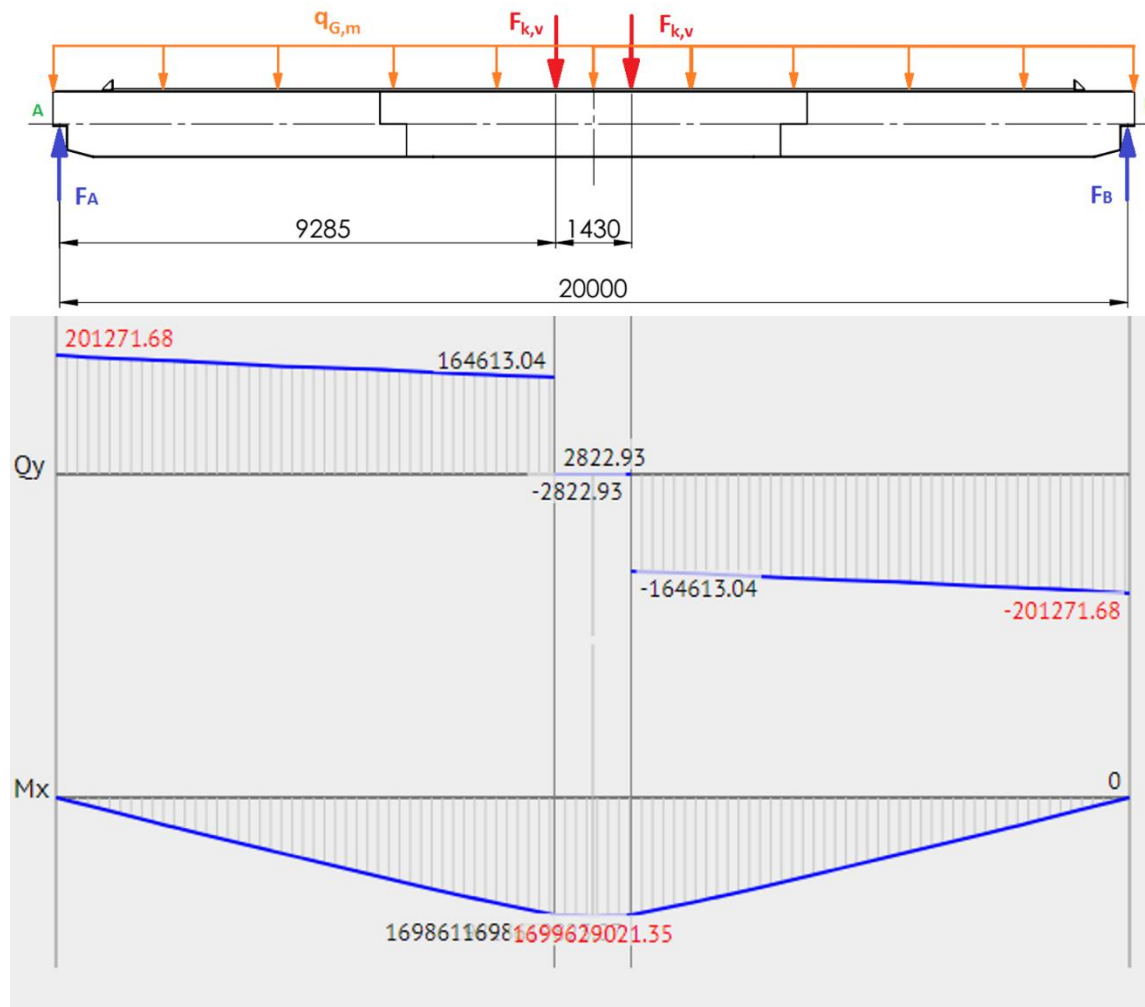 q_G,m
F_k,v F_k,v
A
F_A F_B
9285 1430
20000
201271.68 164613.04
Qy 2822.93
-2822.93
-164613.04
-201271.68
Mx 0
1699629021.35